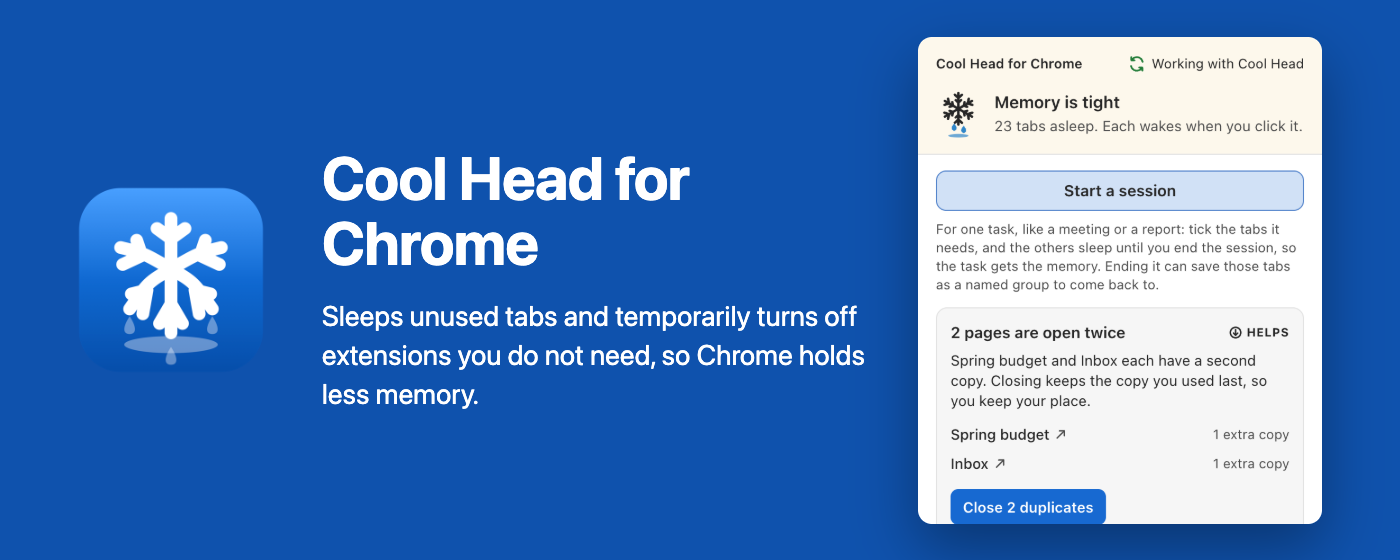 Cool Head for
Chrome
Sleeps unused tabs and temporarily turns off
extensions you do not need, so Chrome holds
less memory.
Cool Head for Chrome
Working with Cool Head
Memory is tight
23 tabs asleep. Each wakes when you click it.
Start a session
For one task, like a meeting or a report: tick the tabs it
needs, and the others sleep until you end the session, so
the task gets the memory. Ending it can save those tabs
as a named group to come back to.
2 pages are open twice
HELPS
Spring budget and Inbox each have a second
copy. Closing keeps the copy you used last, so
you keep your place.
Spring budget ↗
1 extra copy
Inbox ↗
1 extra copy
Close 2 duplicates